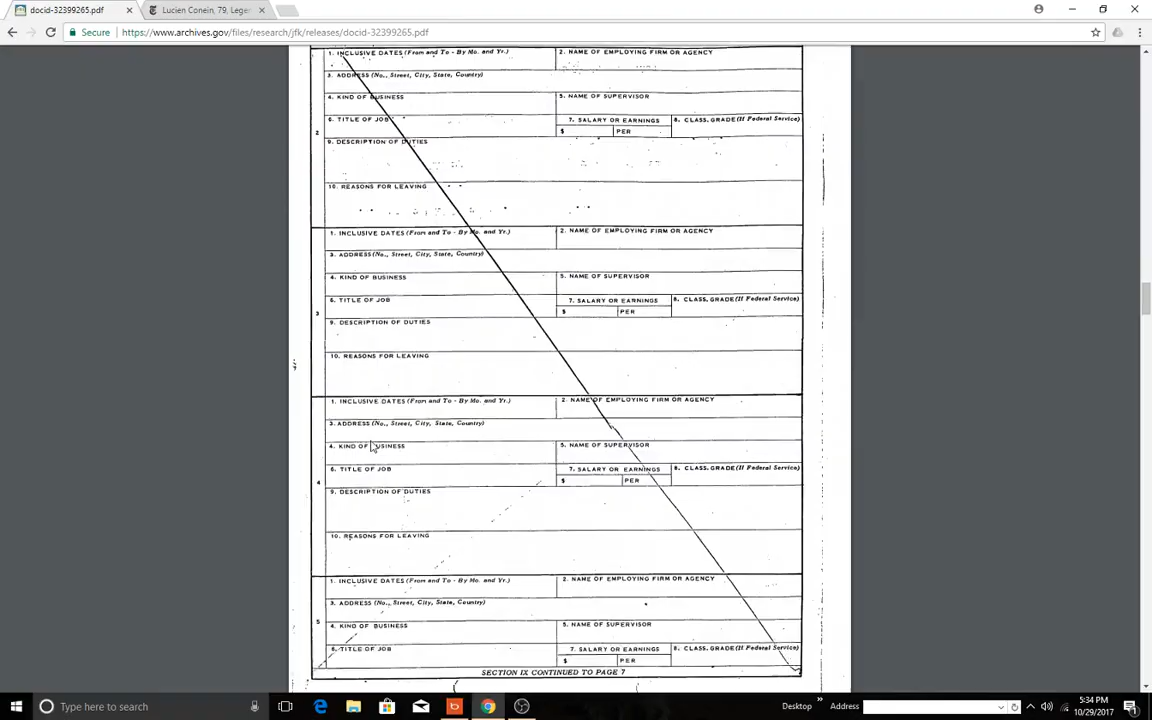 docid-32399265.pdf
Lucien Conein, 79, Leger
Secure https://www.archives.gov/files/research/jfk/releases/docid-32399265.pdf
1. INCLUSIVE DATES (From and To - By Mo. and Yr.) 2. NAME OF EMPLOYING FIRM OR AGENCY
3. ADDRESS (No., Street, City, State, Country)
4. KIND OF BUSINESS 5. NAME OF SUPERVISOR
6. TITLE OF JOB 7. SALARY OR EARNINGS 8. CLASS. GRADE (If Federal Service)
$ PER
2
9. DESCRIPTION OF DUTIES
10. REASONS FOR LEAVING
1. INCLUSIVE DATES (From and To - By Mo. and Yr.) 2. NAME OF EMPLOYING FIRM OR AGENCY
3. ADDRESS (No., Street, City, State, Country)
4. KIND OF BUSINESS 5. NAME OF SUPERVISOR
6. TITLE OF JOB 7. SALARY OR EARNINGS 8. CLASS. GRADE (If Federal Service)
$ PER
3
9. DESCRIPTION OF DUTIES
10. REASONS FOR LEAVING
1. INCLUSIVE DATES (From and To - By Mo. and Yr.) 2. NAME OF EMPLOYING FIRM OR AGENCY
3. ADDRESS (No., Street, City, State, Country)
4. KIND OF BUSINESS 5. NAME OF SUPERVISOR
6. TITLE OF JOB 7. SALARY OR EARNINGS 8. CLASS. GRADE (If Federal Service)
$ PER
4
9. DESCRIPTION OF DUTIES
10. REASONS FOR LEAVING
1. INCLUSIVE DATES (From and To - By Mo. and Yr.) 2. NAME OF EMPLOYING FIRM OR AGENCY
3. ADDRESS (No., Street, City, State, Country)
5
4. KIND OF BUSINESS 5. NAME OF SUPERVISOR
6. TITLE OF JOB 7. SALARY OR EARNINGS 8. CLASS. GRADE (If Federal Service)
$ PER
SECTION IX CONTINUED TO PAGE 7
Type here to search
Desktop
Address
5:34 PM
10/29/2017